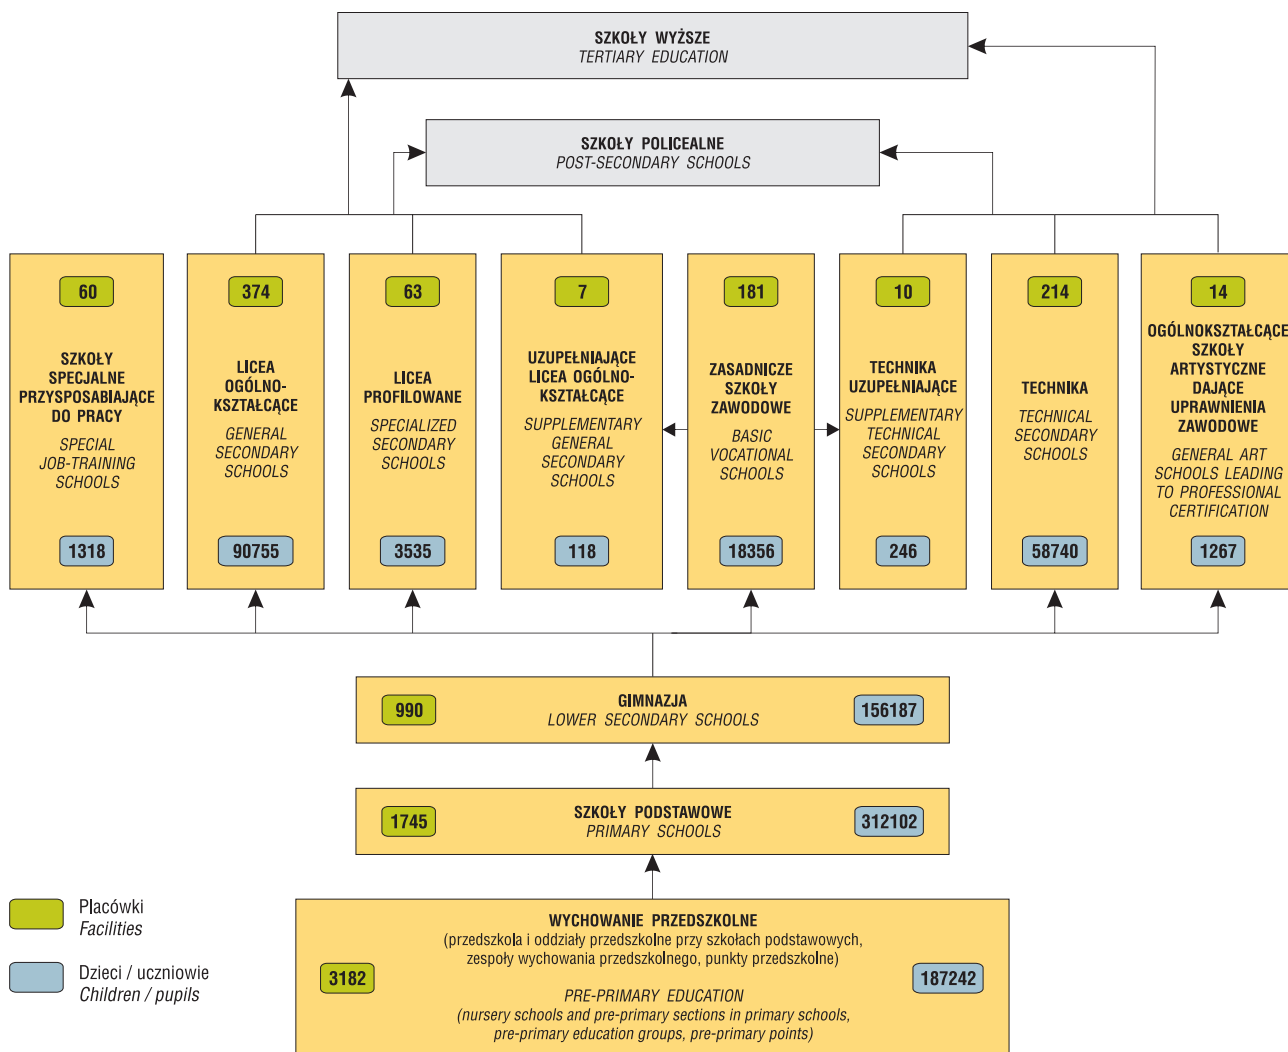 SZKOŁY WYŻSZE
TERTIARY EDUCATION
SZKOŁY POLICEALNE
POST-SECONDARY SCHOOLS
60
SZKOŁY
SPECJALNE
PRZYSPOSABIAJĄCE
DO PRACY
SPECIAL
JOB-TRAINING
SCHOOLS
1318
374
LICEA
OGÓLNO-
KSZTAŁCĄCE
GENERAL
SECONDARY
SCHOOLS
90755
63
LICEA
PROFILOWANE
SPECIALIZED
SECONDARY
SCHOOLS
3535
7
UZUPEŁNIAJĄCE
LICEA OGÓLNO-
KSZTAŁCĄCE
SUPPLEMENTARY
GENERAL
SECONDARY
SCHOOLS
118
181
ZASADNICZE
SZKOŁY
ZAWODOWE
BASIC
VOCATIONAL
SCHOOLS
18356
10
TECHNIKA
UZUPEŁNIAJĄCE
SUPPLEMENTARY
TECHNICAL
SECONDARY
SCHOOLS
246
214
TECHNIKA
TECHNICAL
SECONDARY
SCHOOLS
58740
14
OGÓLNOKSZTAŁCĄCE
SZKOŁY
ARTYSTYCZNE
DAJĄCE
UPRAWNIENIA
ZAWODOWE
GENERAL ART
SCHOOLS LEADING
TO PROFESSIONAL
CERTIFICATION
1267
990
GIMNAZJA
LOWER SECONDARY SCHOOLS
156187
1745
SZKOŁY PODSTAWOWE
PRIMARY SCHOOLS
312102
3182
WYCHOWANIE PRZEDSZKOLNE
(przedszkola i oddziały przedszkolne przy szkołach podstawowych,
zespoły wychowania przedszkolnego, punkty przedszkolne)
PRE-PRIMARY EDUCATION
(nursery schools and pre-primary sections in primary schools,
pre-primary education groups, pre-primary points)
187242
Placówki
Facilities
Dzieci / uczniowie
Children / pupils